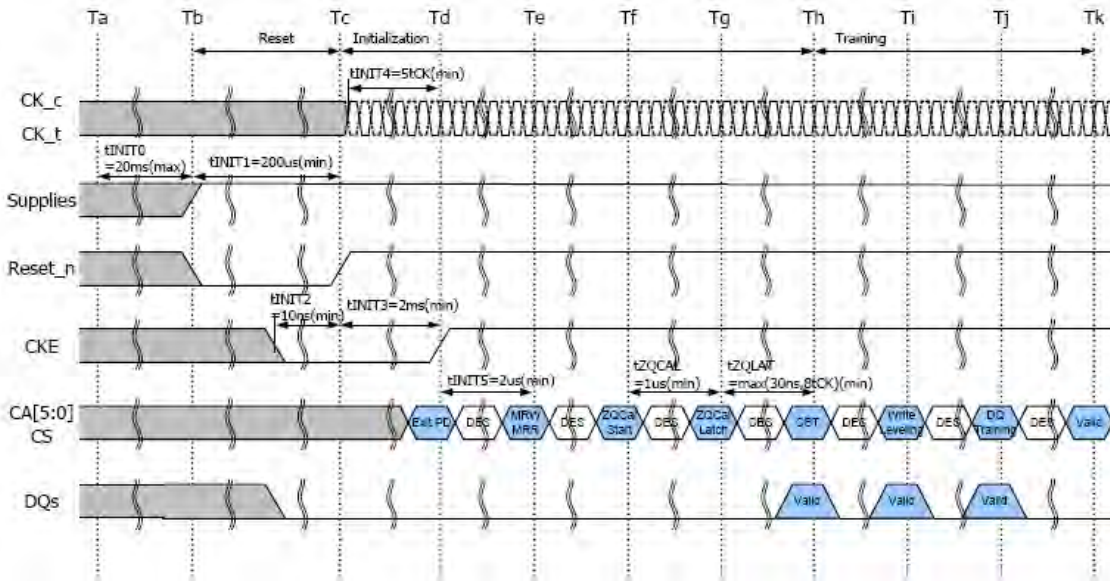 Ta Tb Tc Td Te Tf Tg Th Ti Tj Tk
Reset Initialization Training
tINIT4=5tCK(min)
CK_c
CK_t
tINIT0
=20ms(max)
tINIT1=200us(min)
Supplies
Reset_n
tINIT2
=10ns(min)
tINIT3=2ms(min)
CKE
tZQCAL
=1us(min)
tZQLAT
=max(30ns,8tCK)(min)
tINIT5=2us(min)
CA[5:0]
CS
Exit PD DES MRW MRR DES ZQCal Start DES ZQCal Latch DES CBT DES Write Leveling DES DQ Training DES Valid
DQs
Valid Valid Valid